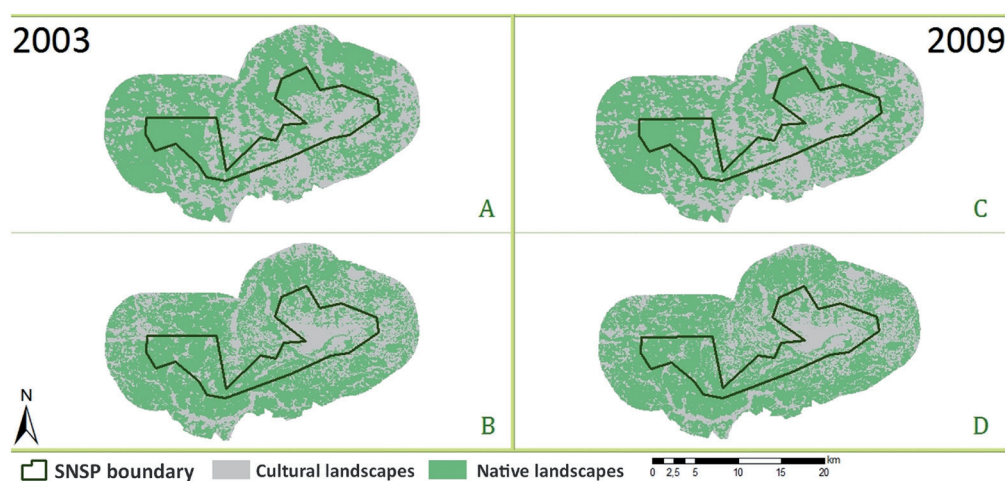 2003
2009
A
C
B
D
N
SNSP boundary
Cultural landscapes
Native landscapes
km
0 2,5 5 10 15 20